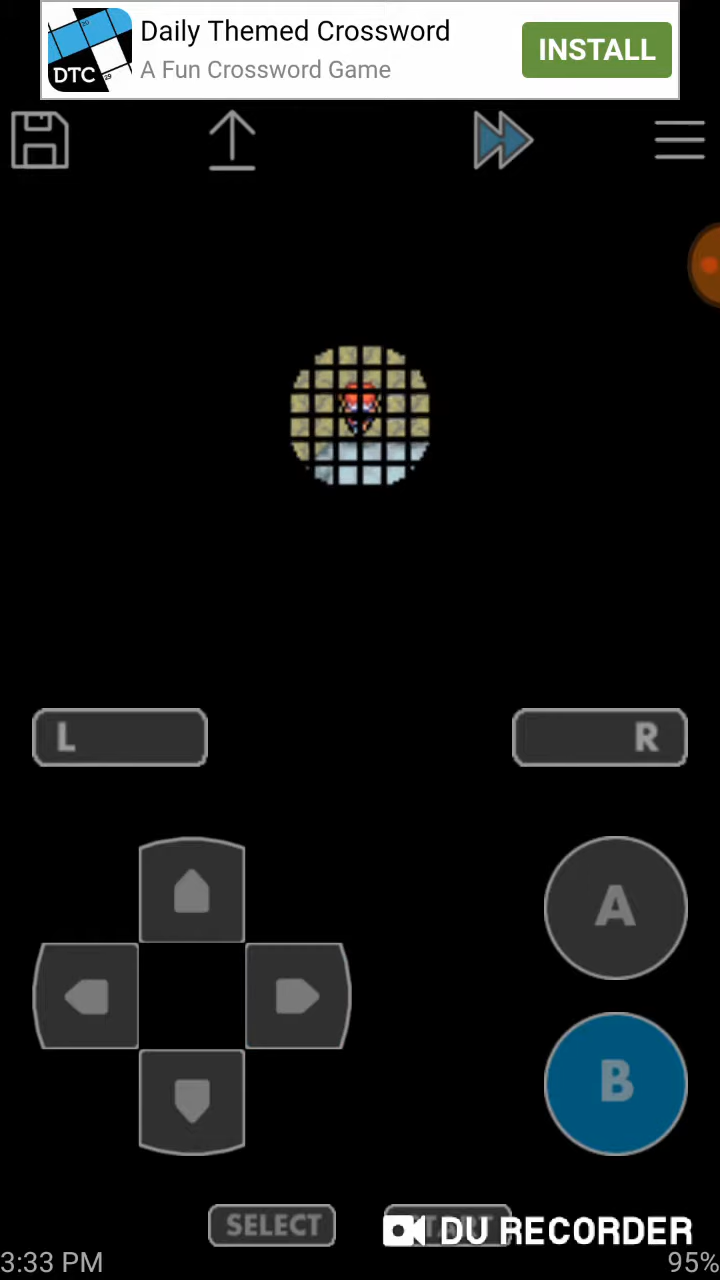 Daily Themed Crossword
A Fun Crossword Game
INSTALL
DTC
L
R
A
B
SELECT
DU RECORDER
3:33 PM
95%